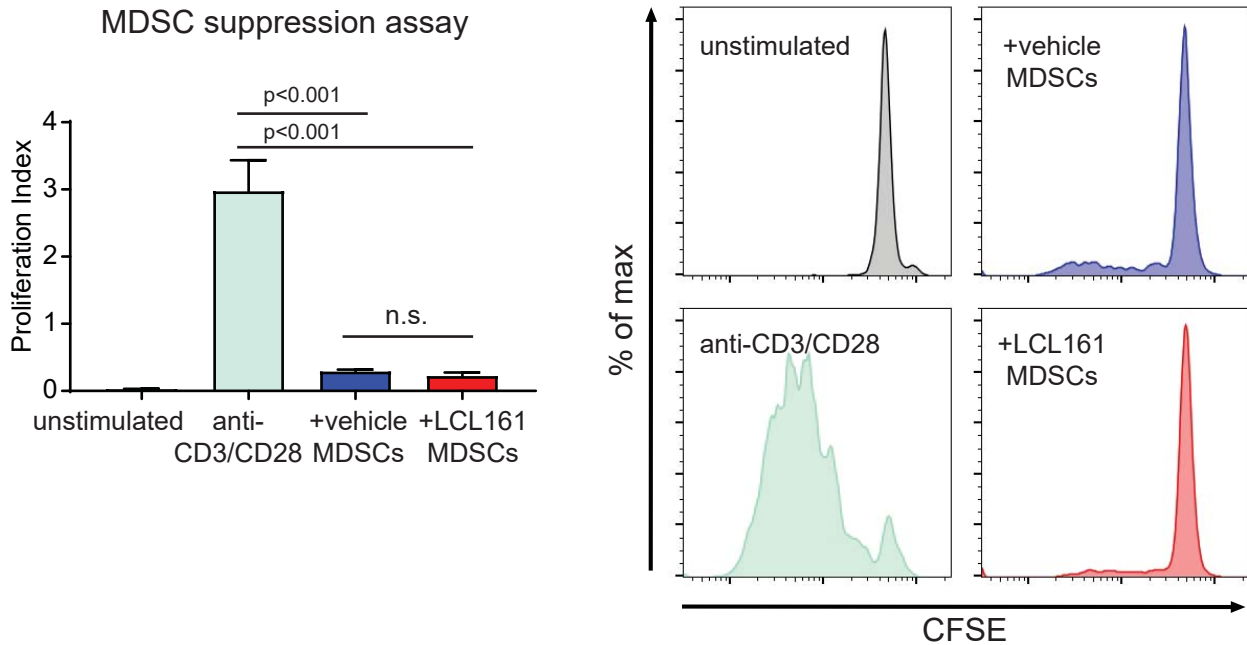 MDSC suppression assay
p<0.001
p<0.001
n.s.
Proliferation Index
4
3
2
1
0
unstimulated
anti-
CD3/CD28
+vehicle
MDSCs
+LCL161
MDSCs
% of max
unstimulated
+vehicle
MDSCs
anti-CD3/CD28
+LCL161
MDSCs
CFSE